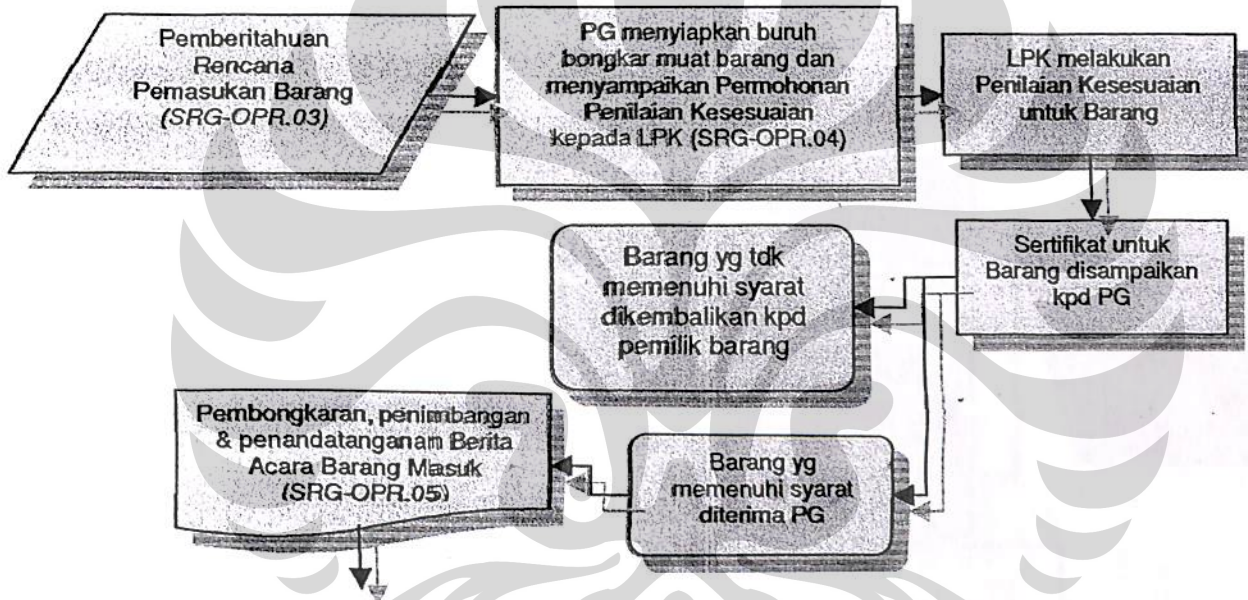 Pemberitahuan
Rencana
Pemasukan Barang
(SRG-OPR.03)
PG menyiapkan buruh
bongkar muat barang dan
menyampaikan Permohonan
Penilaian Kesesuaian
kepada LPK (SRG-OPR.04)
LPK melakukan
Penilaian Kesesuaian
untuk Barang
Sertifikat untuk
Barang disampaikan
kpd PG
Barang yg tdk
memenuhi syarat
dikembalikan kpd
pemilik barang
Barang yg
memenuhi syarat
diterima PG
Pembongkaran, penimbangan
& penandatanganam Berita
Acara Barang Masuk
(SRG-OPR.05)